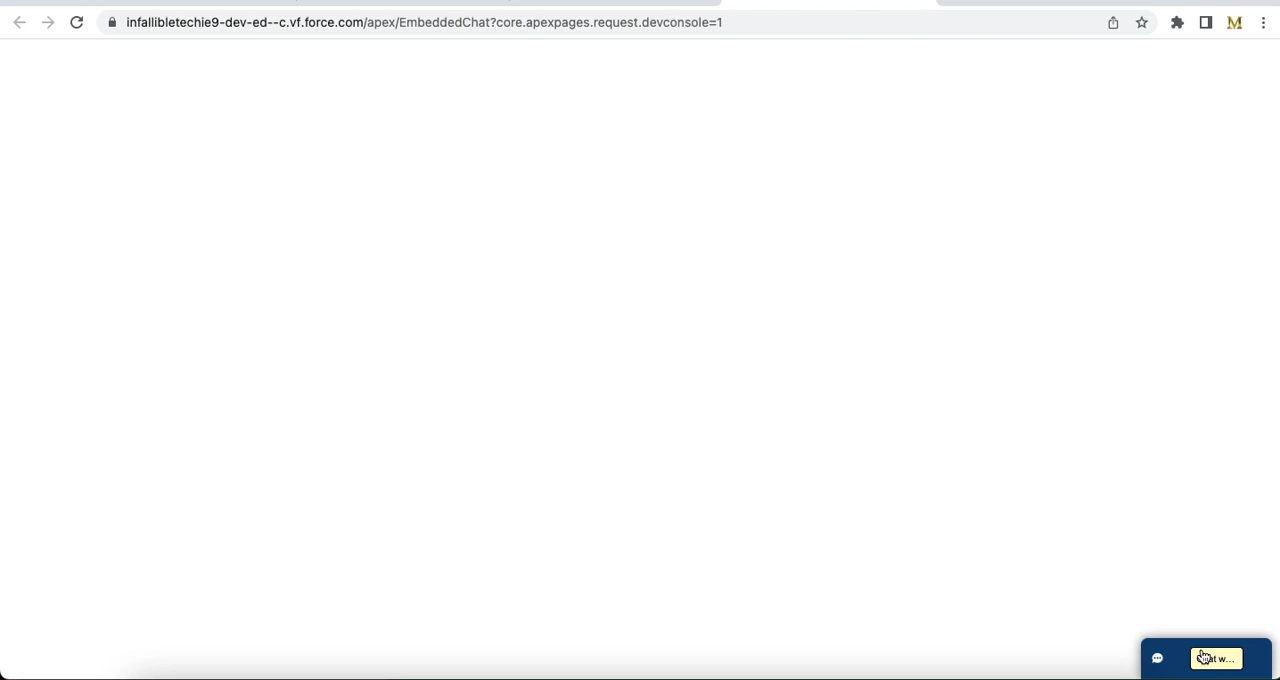 infallibletechie9-dev-ed--c.vf.force.com/apex/EmbeddedChat?core.apexpages.request.devconsole=1
M
w...